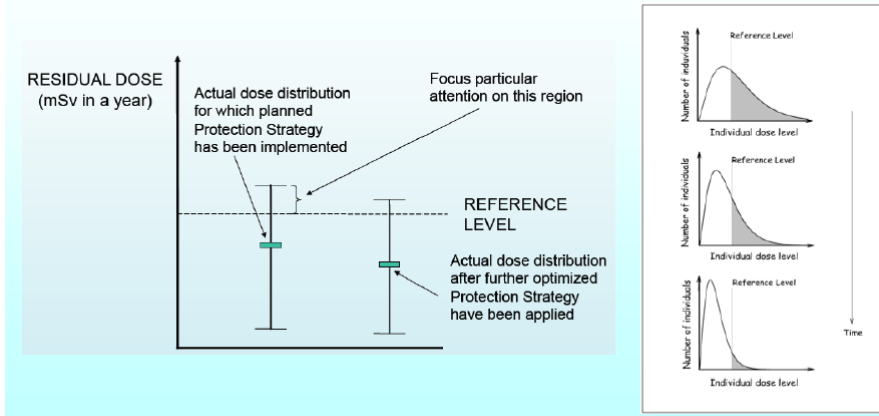 RESIDUAL DOSE
(mSv in a year)
Actual dose distribution
for which planned
Protection Strategy
has been implemented
Focus particular
attention on this region
REFERENCE
LEVEL
Actual dose distribution
after further optimized
Protection Strategy
have been applied
Number of individuals
Reference Level
Individual dose level
Number of individuals
Reference Level
Individual dose level
Number of individuals
Reference Level
Individual dose level
Time